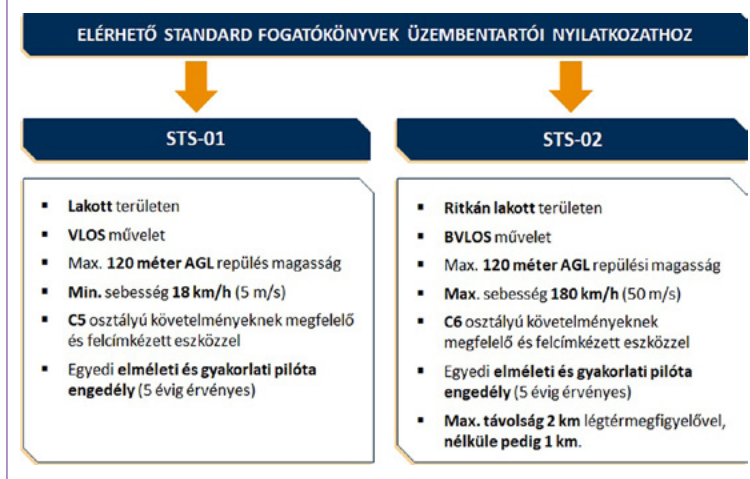 ELÉRHETŐ STANDARD FOGATÓKÖNYVEK ÜZEMBENTARTÓI NYILATKOZATHOZ
STS-01
▪ Lakott területen
▪ VLOS művelet
▪ Max. 120 méter AGL repülés magasság
▪ Min. sebesség 18 km/h (5 m/s)
▪ C5 osztályú követelményeknek megfelelő
és felcímkézett eszközzel
▪ Egyedi elméleti és gyakorlati pilóta
engedély (5 évig érvényes)
STS-02
▪ Ritkán lakott területen
▪ BVLOS művelet
▪ Max. 120 méter AGL repülési magasság
▪ Max. sebesség 180 km/h (50 m/s)
▪ C6 osztályú követelményeknek
megfelelő és felcímkézett eszközzel
▪ Egyedi elméleti és gyakorlati pilóta
engedély (5 évig érvényes)
▪ Max. távolság 2 km légtérmegfigyelővel,
nélküle pedig 1 km.